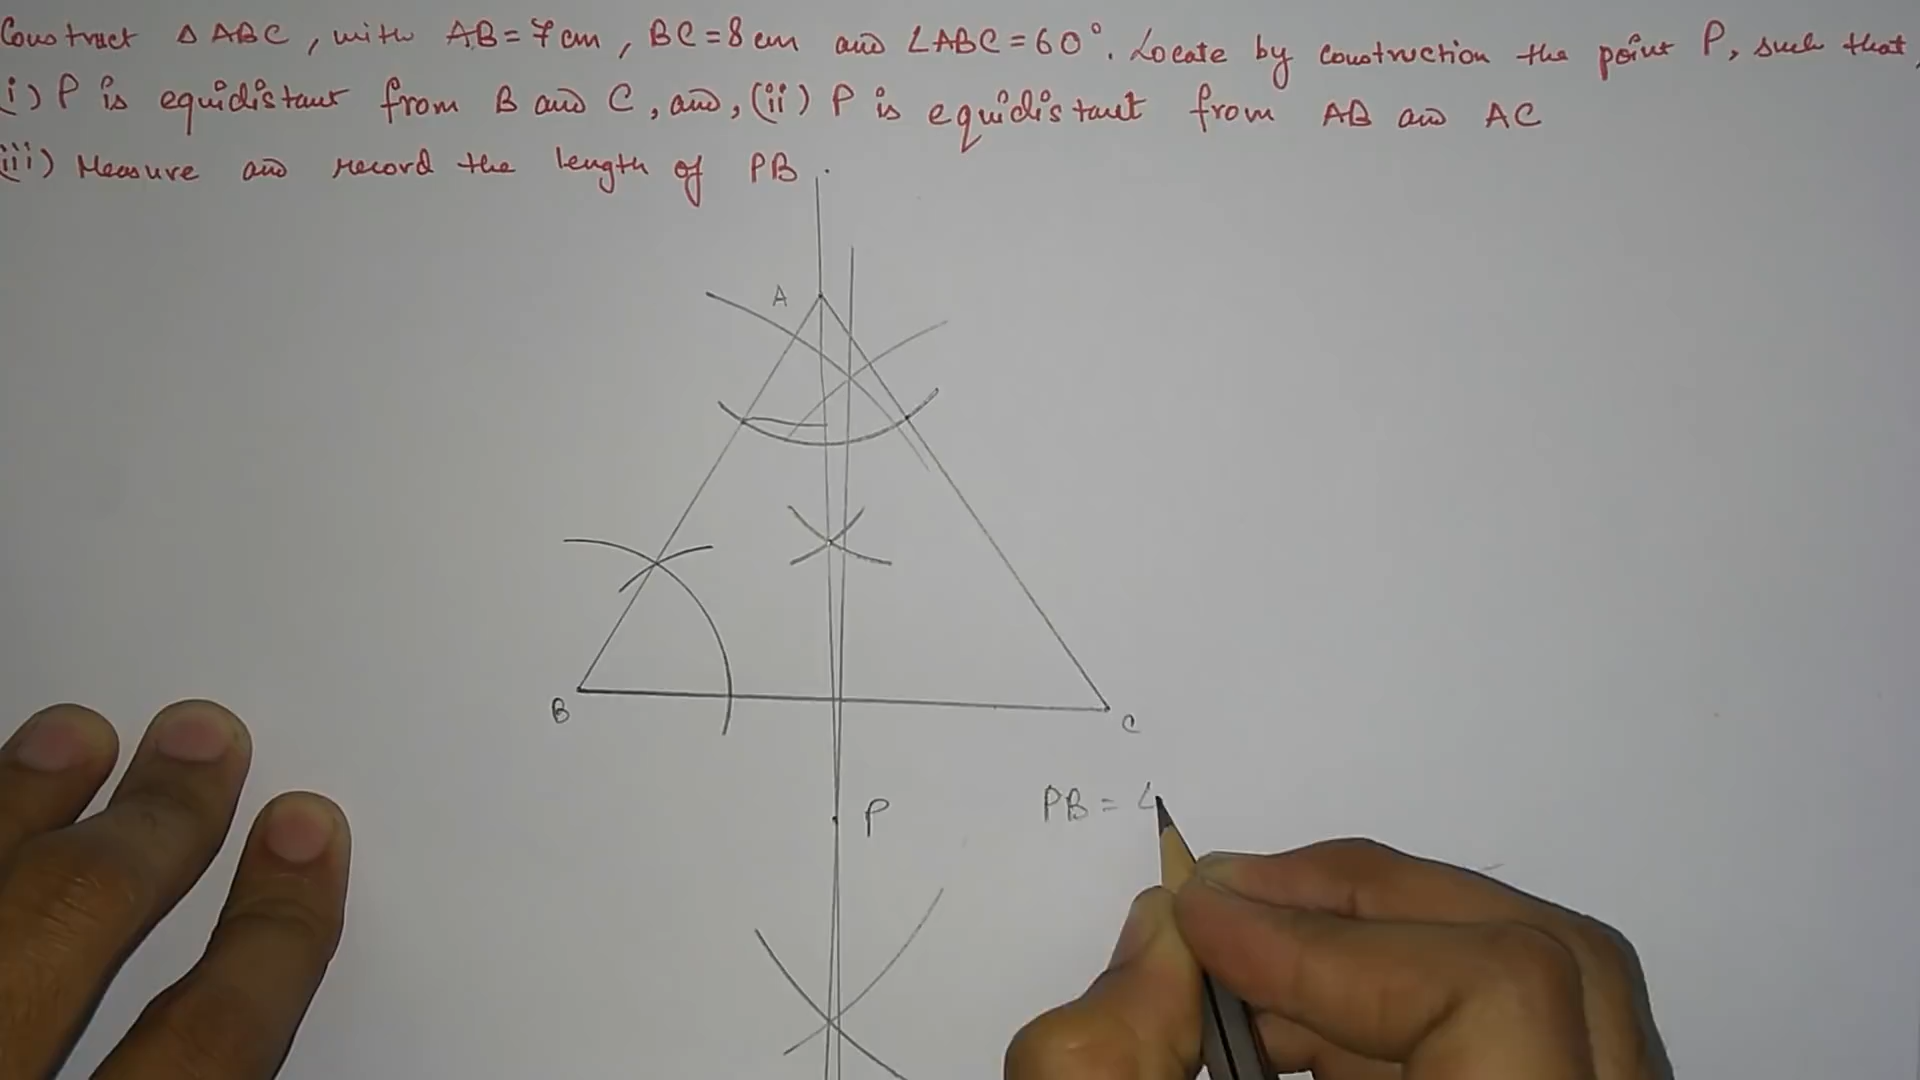 Construct △ ABC, with AB = 7 cm, BC = 8 cm and ∠ABC = 60°. Locate by construction the point P, such that,
(i) P is equidistant from B and C, and, (ii) P is equidistant from AB and AC
(iii) Measure and record the length of PB.
A
B
C
PB = 4
P